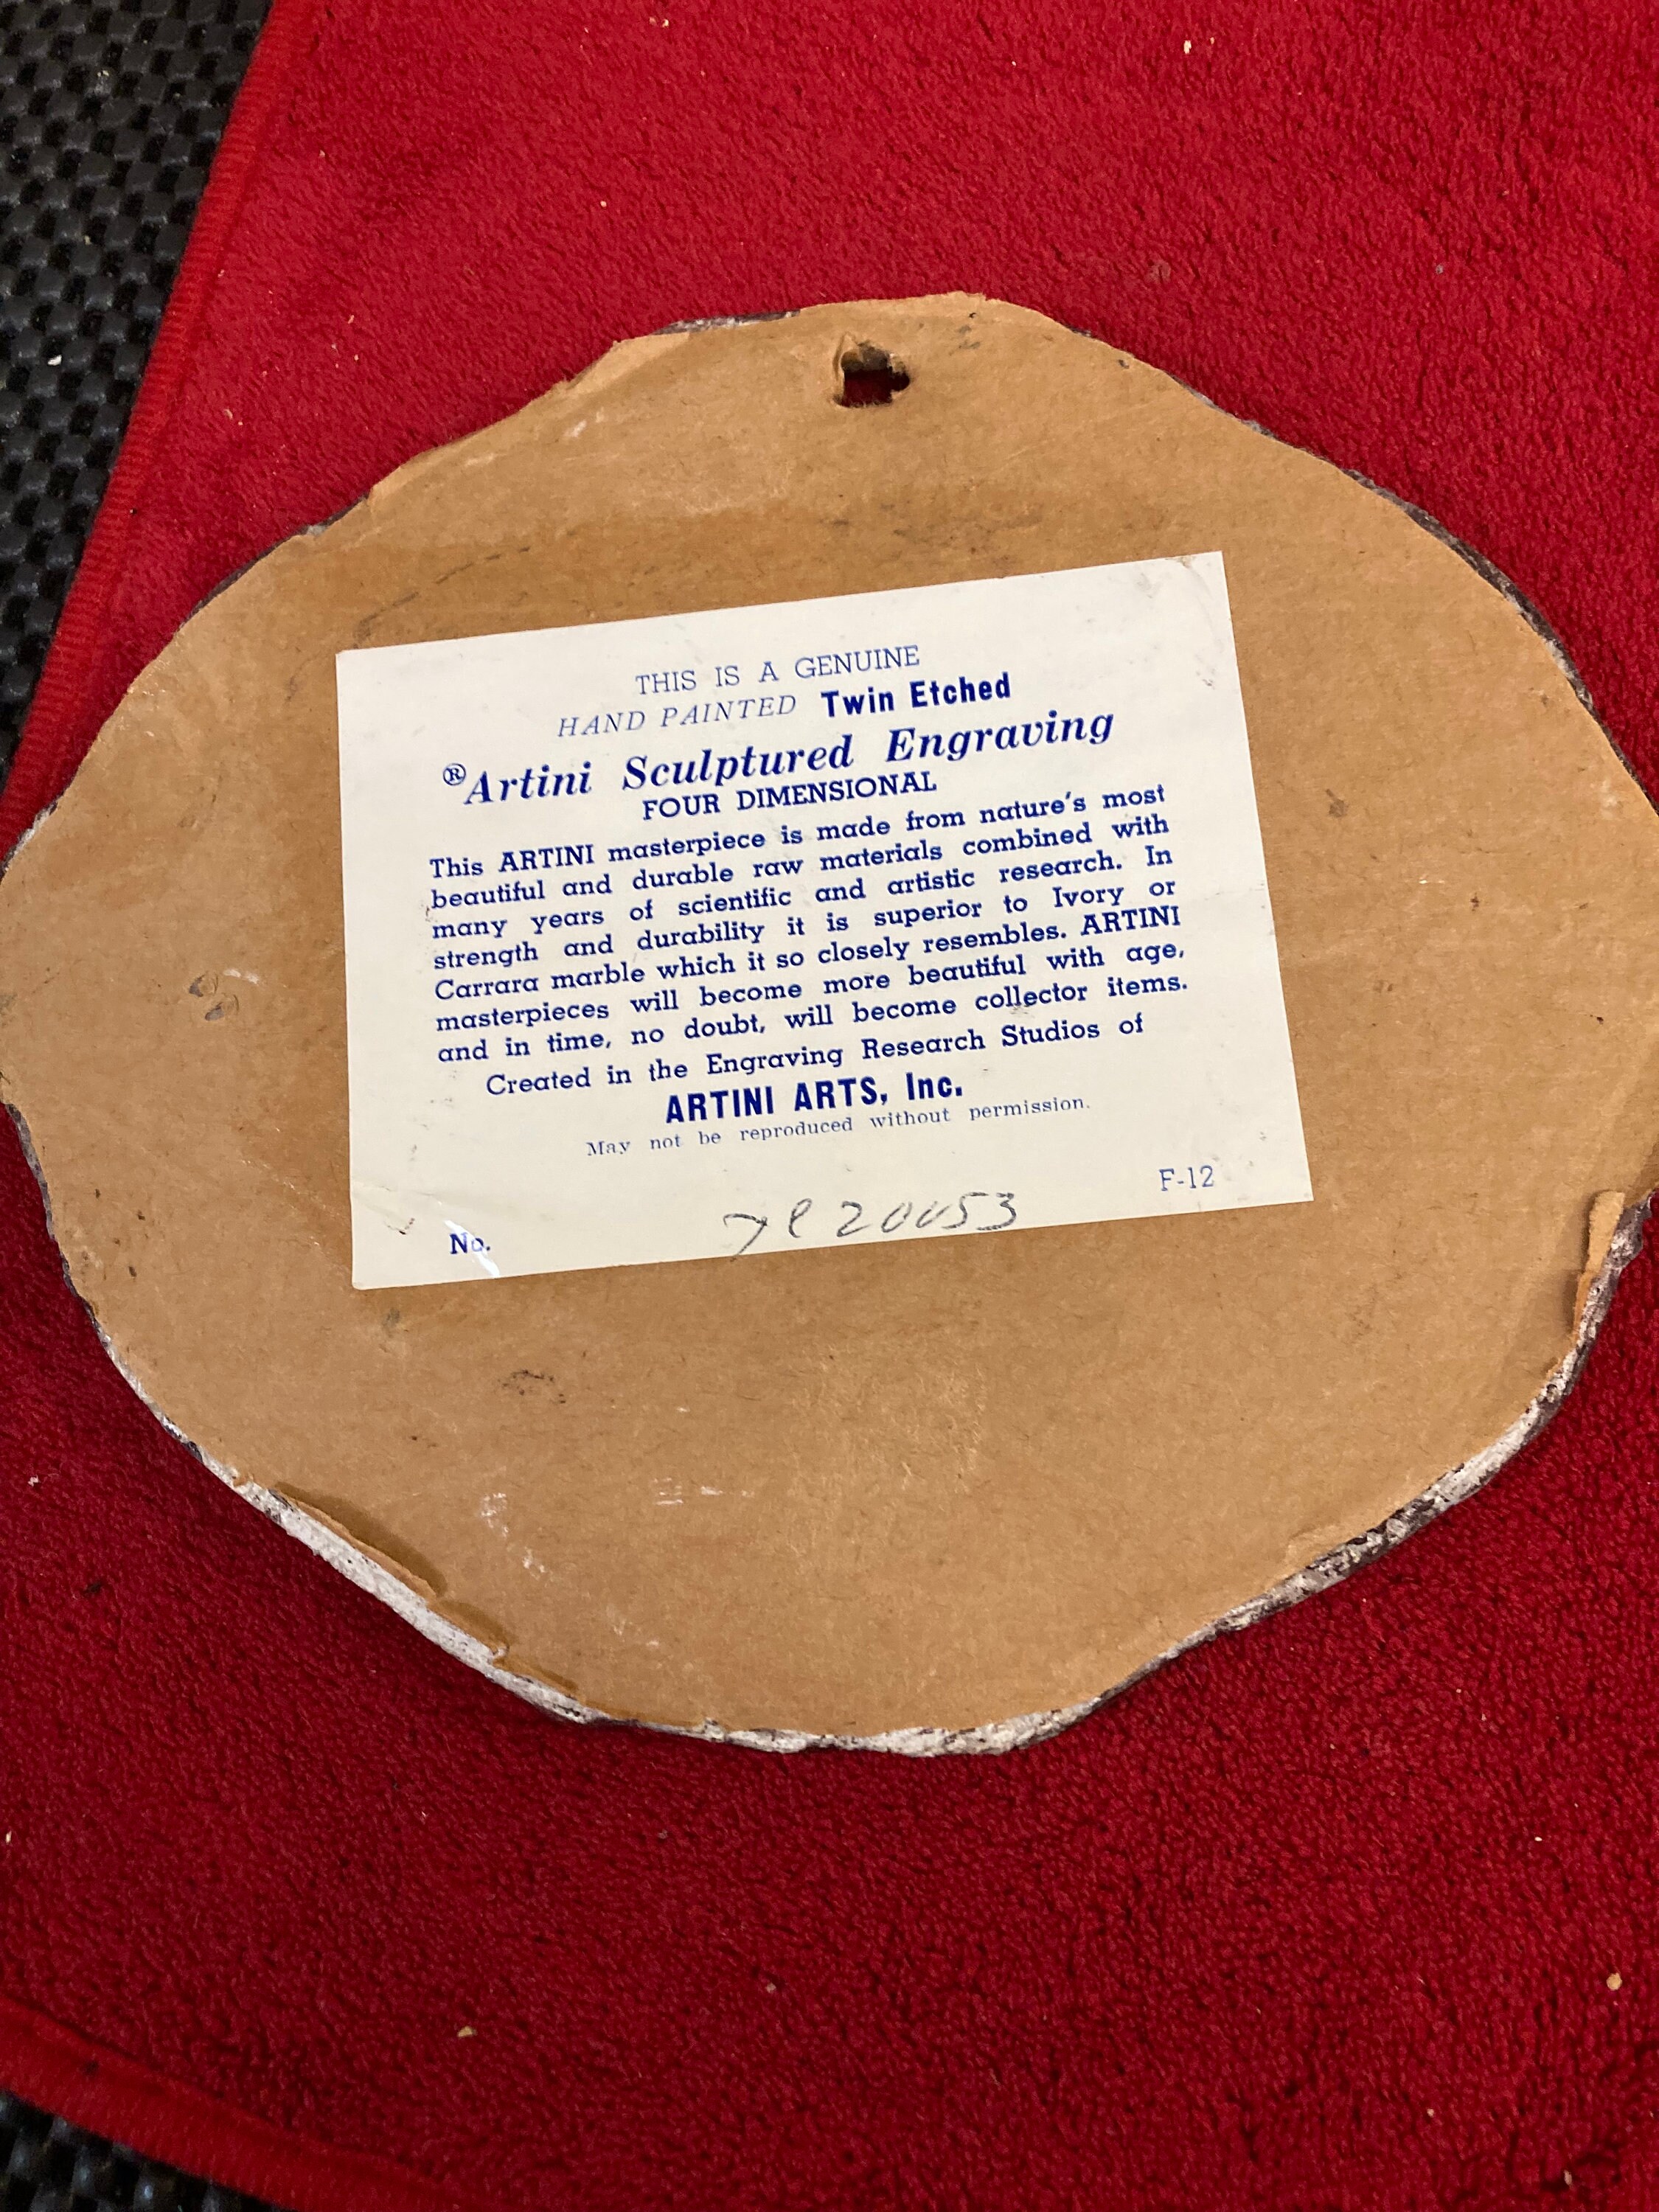 THIS IS A GENUINE
HAND PAINTED Twin Etched
®Artini Sculptured Engraving
FOUR DIMENSIONAL
This ARTINI masterpiece is made from nature's most
beautiful and durable raw materials combined with
many years of scientific and artistic research. In
strength and durability it is superior to Ivory or
Carrara marble which it so closely resembles. ARTINI
masterpieces will become more beautiful with age,
and in time, no doubt, will become collector items.
Created in the Engraving Research Studios of
ARTINI ARTS, Inc.
May not be reproduced without permission.
F-12
No.